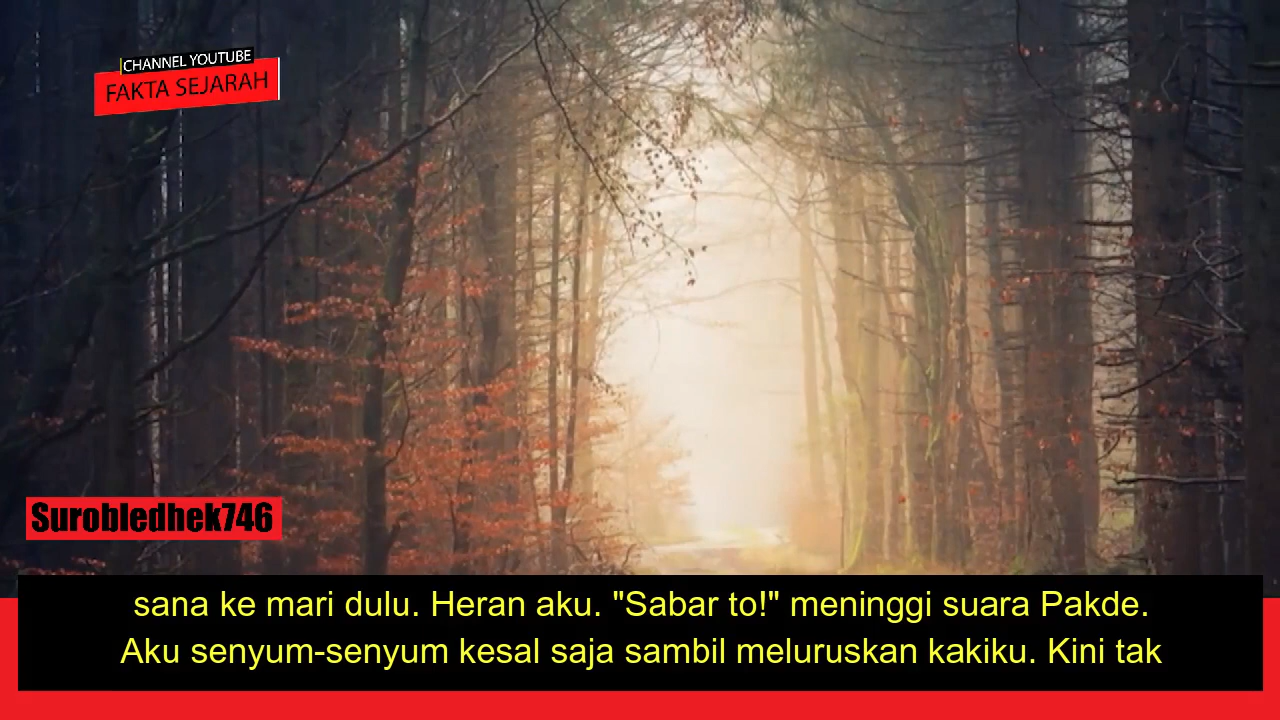 CHANNEL YOUTUBE
FAKTA SEJARAH
Surobledhek746
sana ke mari dulu. Heran aku. "Sabar to!" meninggi suara Pakde.
Aku senyum-senyum kesal saja sambil meluruskan kakiku. Kini tak